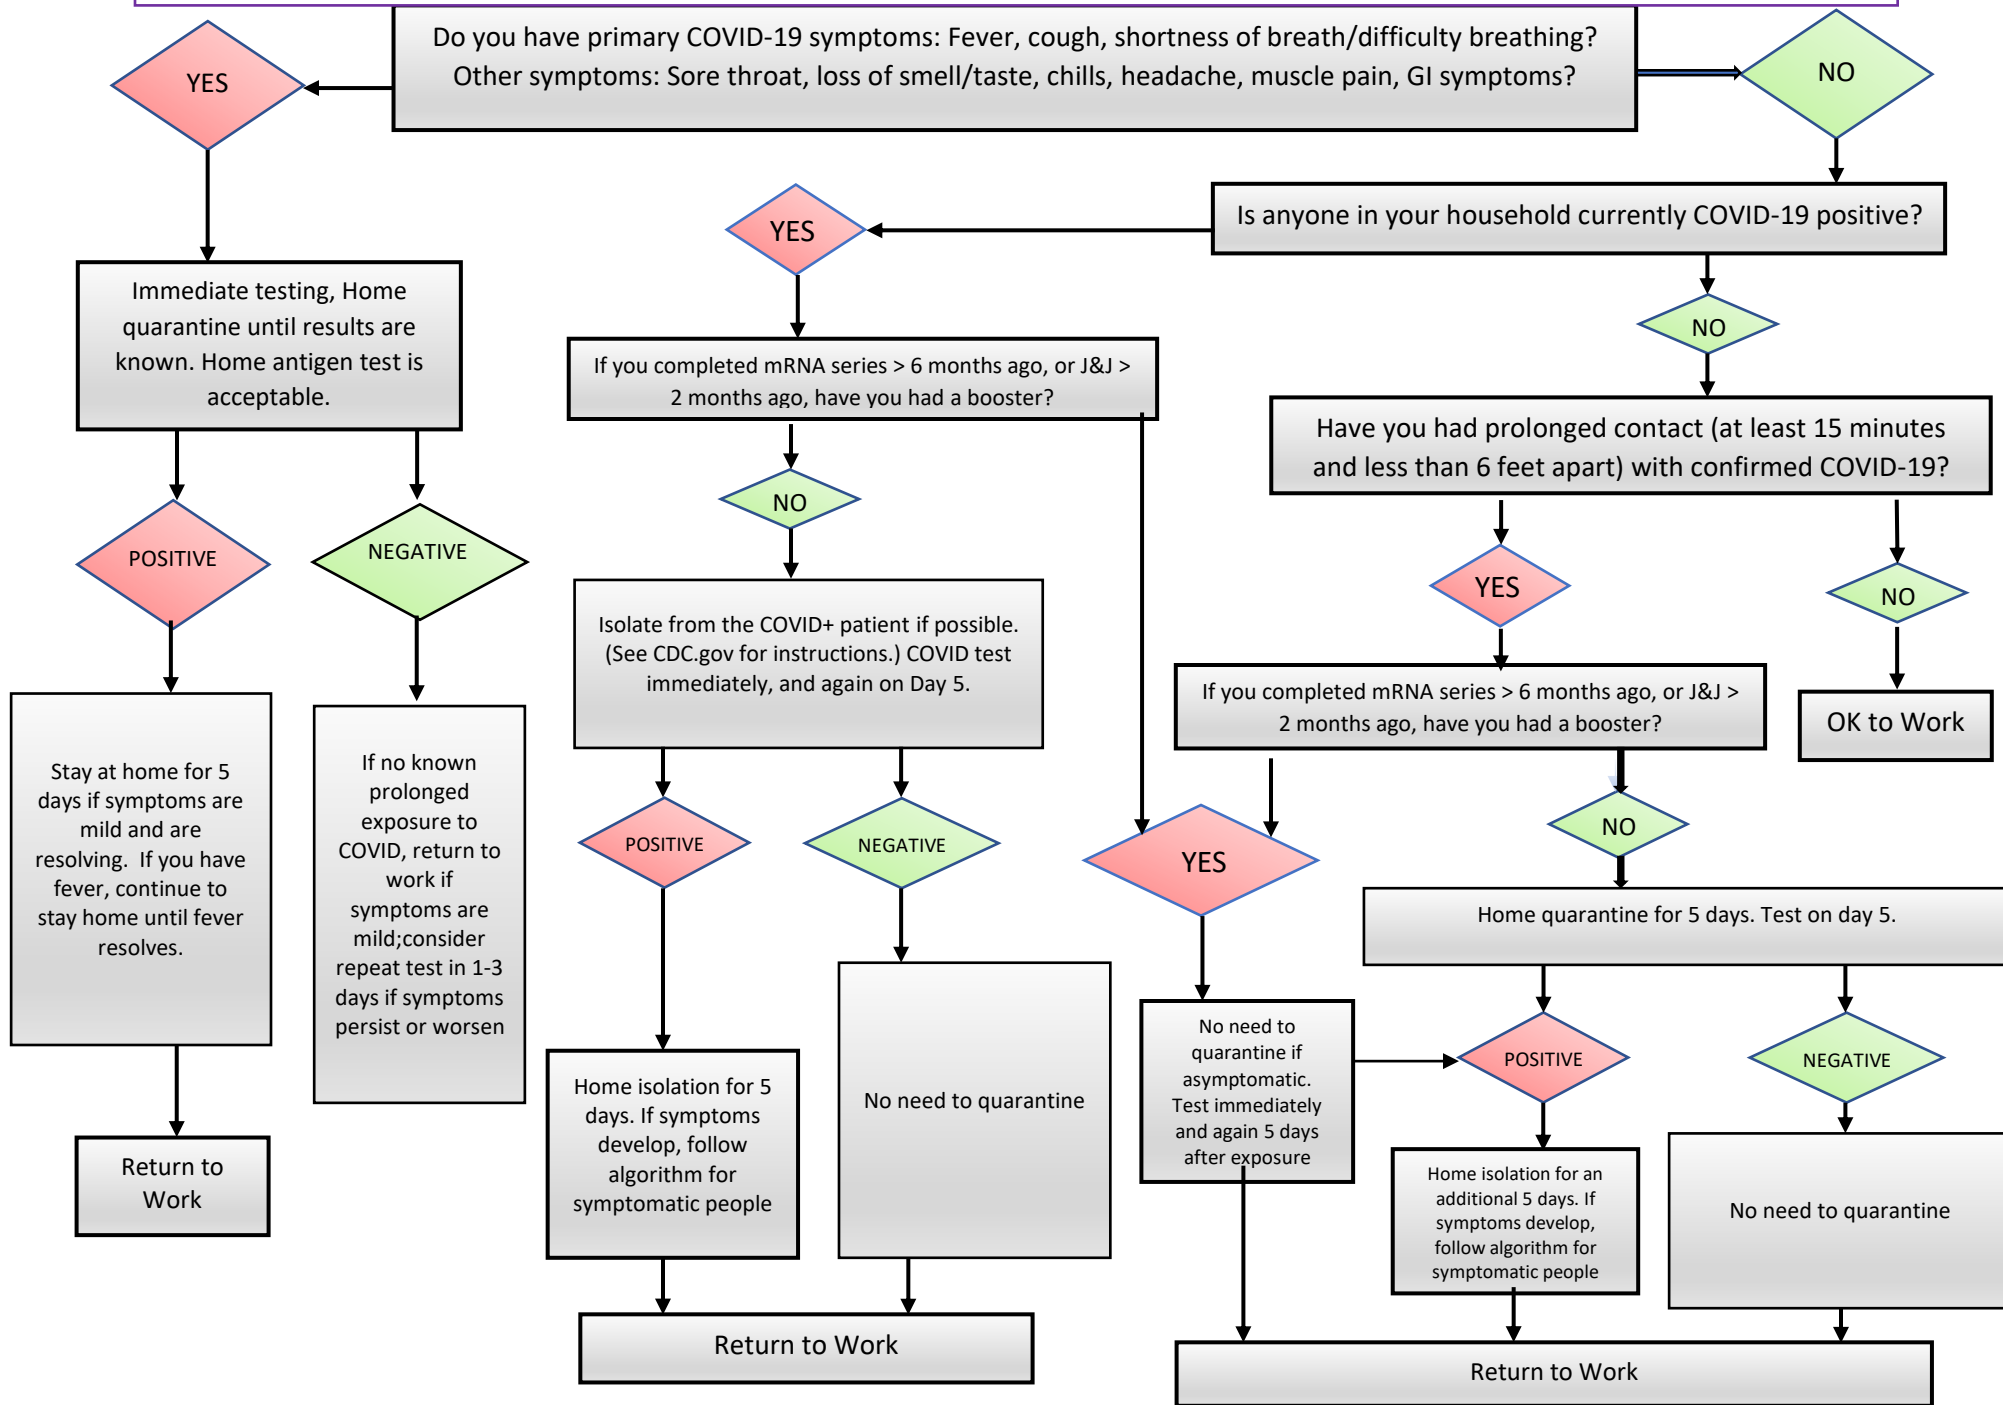 Do you have primary COVID-19 symptoms: Fever, cough, shortness of breath/difficulty breathing?
Other symptoms: Sore throat, loss of smell/taste, chills, headache, muscle pain, GI symptoms?
YES
NO
Is anyone in your household currently COVID-19 positive?
YES
NO
Immediate testing, Home
quarantine until results are
known. Home antigen test is
acceptable.
POSITIVE
NEGATIVE
Stay at home for 5
days if symptoms are
mild and are
resolving. If you have
fever, continue to
stay home until fever
resolves.
Return to
Work
If no known
prolonged
exposure to
COVID, return to
work if
symptoms are
mild;consider
repeat test in 1-3
days if symptoms
persist or worsen
If you completed mRNA series > 6 months ago, or J&J >
2 months ago, have you had a booster?
NO
Isolate from the COVID+ patient if possible.
(See CDC.gov for instructions.) COVID test
immediately, and again on Day 5.
POSITIVE
NEGATIVE
Home isolation for 5
days. If symptoms
develop, follow
algorithm for
symptomatic people
No need to quarantine
Return to Work
Have you had prolonged contact (at least 15 minutes
and less than 6 feet apart) with confirmed COVID-19?
YES
NO
OK to Work
If you completed mRNA series > 6 months ago, or J&J >
2 months ago, have you had a booster?
YES
NO
No need to
quarantine if
asymptomatic.
Test immediately
and again 5 days
after exposure
Home quarantine for 5 days. Test on day 5.
POSITIVE
NEGATIVE
Home isolation for an
additional 5 days. If
symptoms develop,
follow algorithm for
symptomatic people
No need to quarantine
Return to Work